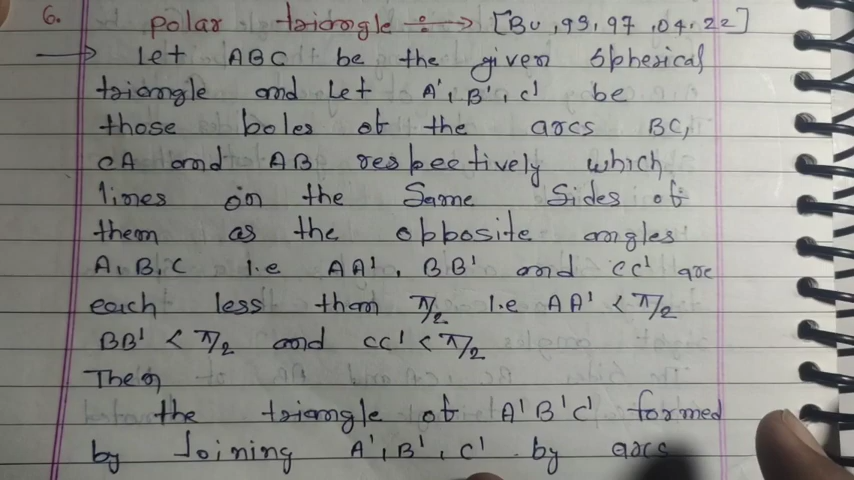 6. Polar triangle ÷→ [BU, 93, 97, 04, 22]
→ Let ABC be the given spherical
triangle and Let A', B', C' be
those poles of the arcs BC,
CA and AB respectively which
lines on the same sides of
them as the opposite angles
A, B, C i.e AA', BB' and CC' are
each less them π/2 i.e AA' < π/2
BB' < π/2 and CC' < π/2
Then
the triangle of A'B'C' formed
by Joining A', B', C' by arcs